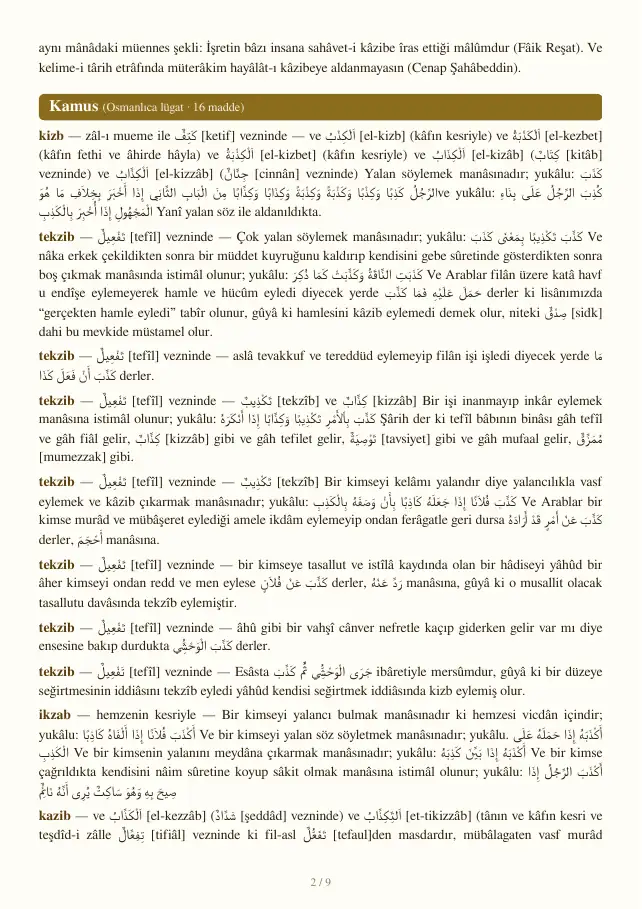 aynı mânâdaki müennes şekli: İşretin bâzı insana sahâvet-i kâzibe îras ettiği mâlûmdur (Fâik Reşat). Ve
kelime-i târih etrâfında müterâkim hayâlât-ı kâzibeye aldanmayasın (Cenap Şahâbeddin).
Kamus (Osmanlıca lügat · 16 madde)
kizb — zâl-ı mueme ile كَتِفٌ [ketif] vezninde — ve اَلْكِذْبُ [el-kizb] (kâfın kesriyle) ve اَلْكَذْبَةُ [el-kezbet]
(kâfın fethi ve âhirde hâyla) ve اَلْكِذْبَةُ [el-kizbet] (kâfın kesriyle) ve اَلْكِذَابُ [el-kizâb] (كِتَابٌ [kitâb]
vezninde) ve اَلْكِذَّابُ [el-kizzâb] (جِنَّانٌ [cinnân] vezninde) Yalan söylemek manâsınadır; yukâlu: كَذَبَ
الرَّجُلُ كَذِبًا وَكِذْبًا وَكَذْبَةً وَكِذْبَةً وَكِذَابًا وَكِذَّابًا مِنَ الْبَابِ الثَّانِي إِذَا أَخْبَرَ بِخِلاَفِ مَا هُوَ ve yukâlu: كُذِبَ الرَّجُلُ عَلَى بِنَاءِ
الْمَجْهُولِ إِذَا أُخْبِرَ بِالْكَذِبِ Yanî yalan söz ile aldanıldıkta.
tekzib — تَفْعِيلٌ [tefîl] vezninde — Çok yalan söylemek manâsınadır; yukâlu: كَذَّبَ تَكْذِيبًا بِمَعْنَى كَذَبَ Ve
nâka erkek çekildikten sonra bir müddet kuyruğunu kaldırıp kendisini gebe sûretinde gösterdikten sonra
boş çıkmak manâsında istimâl olunur; yukâlu: كَذَبَتِ النَّاقَةُ وَكَذَّبَتْ كَمَا ذُكِرَ Ve Arablar filân üzere katâ havf
u endîşe eylemeyerek hamle ve hücûm eyledi diyecek yerde حَمَلَ عَلَيْهِ فَمَا كَذَّبَ derler ki lisânımızda
“gerçekten hamle eyledi” tabîr olunur, gûyâ ki hamlesini kâzib eylemedi demek olur, niteki صِدْقٌ [sidk]
dahi bu mevkide müstamel olur.
tekzib — تَفْعِيلٌ [tefîl] vezninde — aslâ tevakkuf ve tereddüd eylemeyip filan işi işledi diyecek yerde مَا
كَذَّبَ أَنْ فَعَلَ كَذَا derler.
tekzib — تَفْعِيلٌ [tefîl] vezninde — تَكْذِيبٌ [tekzîb] ve كِذَّابٌ [kizzâb] Bir işi inanmayıp inkâr eylemek
manâsına istimâl olunur; yukâlu: كَذَّبَ بِالْأَمْرِ تَكْذِيبًا وَكِذَّابًا إِذَا أَنْكَرَهُ Şârih der ki tefîl bâbının binâsı gâh tefîl
ve gâh fiâl gelir, كِذَّابٌ [kizzâb] gibi ve gâh tefilet gelir, تَوْصِيَةٌ [tavsiyet] gibi ve gâh mufaal gelir, مُمَزَّقٌ
[mumezzak] gibi.
tekzib — تَفْعِيلٌ [tefîl] vezninde — تَكْذِيبٌ [tekzîb] Bir kimseyi kelâmı yalandır diye yalancılıkla vasf
eylemek ve kâzib çıkarmak manâsınadır; yukâlu: كَذَّبَ فُلاَنًا إِذَا جَعَلَهُ كَاذِبًا بِأَنْ وَصَفَهُ بِالْكَذِبِ Ve Arablar bir
kimse murâd ve mübâşeret eylediği amele ikdâm eylemeyip ondan ferâgatle geri dursa كَذَّبَ عَنْ أَمْرٍ قَدْ أَرَادَهُ
derler, أَحْجَمَ manâsına.
tekzib — تَفْعِيلٌ [tefîl] vezninde — bir kimseye tasallut ve istîlâ kaydında olan bir hâdiseyi yâhûd bir
âher kimseyi ondan redd ve men eylese كَذَّبَ عَنْ فُلاَنٍ derler, رَدَّ عَنْهُ manâsına, gûyâ ki o musallit olacak
tasallutu davâsında tekzîb eylemiştir.
tekzib — تَفْعِيلٌ [tefîl] vezninde — âhû gibi bir vahşî cânver nefretle kaçıp giderken gelir var mı diye
ensesine bakıp durdukta كَذَّبَ الْوَحْشِيُّ derler
tekzib — تَفْعِيلٌ [tefîl] vezninde — Esâsta جَرَى الْوَحْشِيُّ ثُمَّ كَذَّبَ ibâretiyle mersûmdur, gûyâ ki bir düzeye
seğirtmesinin iddiâsını tekzîb eyledi yâhûd kendisi seğirtmek iddiâsında kizb eylemiş olur.
ikzab — hemzenin kesriyle — Bir kimseyi yalancı bulmak manâsınadır ki hemzesi vicdân içindir;
yukâlu: أَكْذَبَ فُلاَنًا إِذَا أَلْفَاهُ كَاذِبًا Ve bir kimseyi yalan söz söyletmek manâsınadır; yukâlu. أَكْذَبَهُ إِذَا حَمَلَهُ عَلَى
الْكَذِبِ Ve bir kimsenin yalanını meydâna çıkarmak manâsınadır; yukâlu: أَكْذَبَهُ إِذَا بَيَّنَ كَذِبَهُ Ve bir kimse
çağrıldıkta kendisini nâim sûretine koyup sâkit olmak manâsına istimâl olunur; yukâlu: أَكْذَبَ الرَّجُلُ إِذَا
صِيحَ بِهِ وَهُوَ سَاكِتٌ يُرِي أَنَّهُ نَائِمٌ
kazib — ve اَلْكَذَّابُ [el-kezzâb] (شَدَّادٌ [şeddâd] vezninde) ve اَلتِّكِذَّابُ [et-tikizzâb] (tânın ve kâfın kesri ve
teşdîd-i zâlle تِفِعَّالٌ [tifiâl] vezninde ki fil-asl تَفَعُّلٌ [tefaul]den masdardır, mübâlagaten vasf murâd
2 / 9